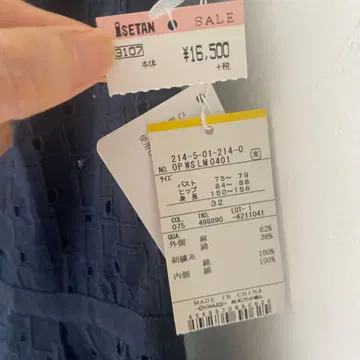 ISETAN SALE
3107
本体 ¥16,500
+税
214-5-01-214-0
NO. OPWSLM0401
サイズ
バスト 75〜79
ヒップ 84〜88
身長 150〜156
32
COL. INS. LOT-1
075 498890 -6211041
QUA.
外側 麻 62%
綿 38%
刺繍糸 綿 100%
内側 綿 100%
MADE IN CHINA